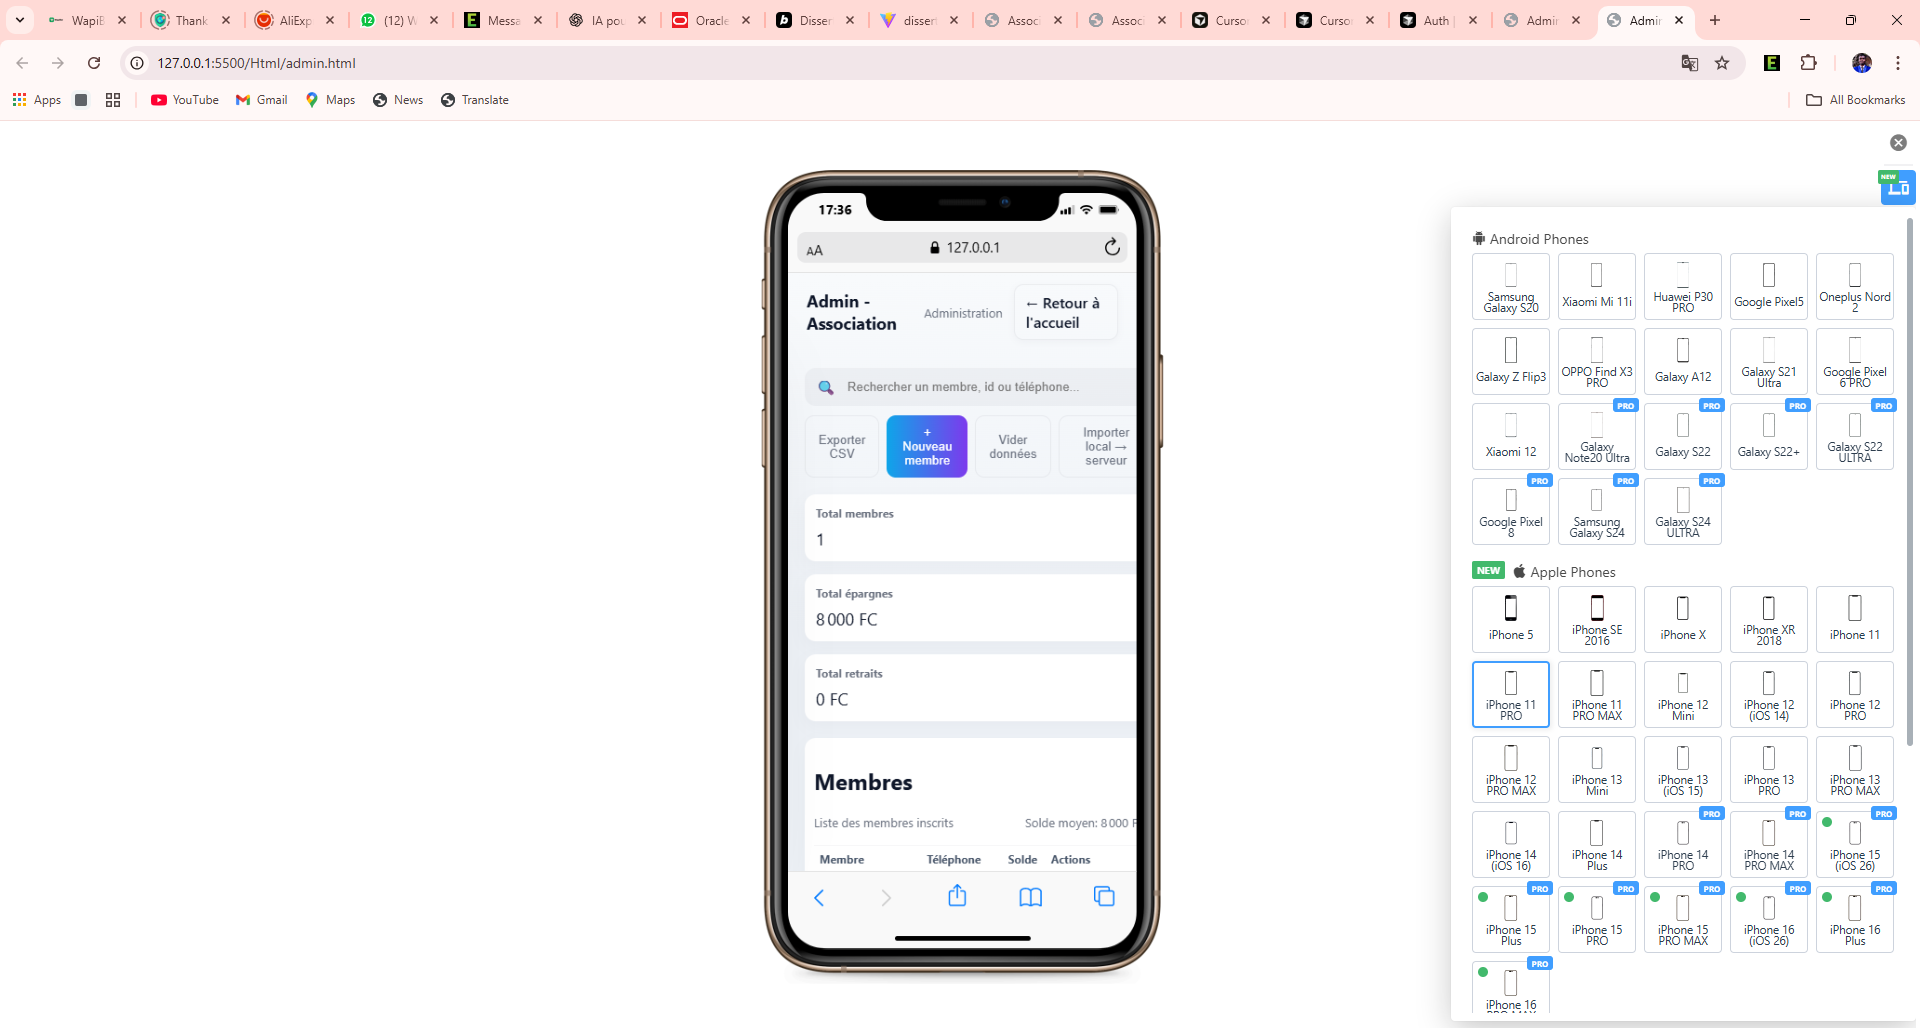 WapiE
Thank
AliExp
(12) W
Messa
IA pou
Oracle
Disser
dissert
Associ
Associ
Cursor
Cursor
Auth
Admin
Admin
127.0.0.1:5500/Html/admin.html
Apps
YouTube
Gmail
Maps
News
Translate
All Bookmarks
NEW
17:36
AA
127.0.0.1
Admin -
Association
Administration
← Retour à
l'accueil
Rechercher un membre, id ou téléphone...
Exporter
CSV
+
Nouveau
membre
Vider
données
Importer
local →
serveur
Total membres
1
Total épargnes
8 000 FC
Total retraits
0 FC
Membres
Liste des membres inscrits
Solde moyen: 8 000 F
Membre Téléphone Solde Actions
Android Phones
Samsung
Galaxy S20
Xiaomi Mi 11i
Huawei P30
PRO
Google Pixel5
Oneplus Nord
2
Galaxy Z Flip3
OPPO Find X3
PRO
Galaxy A12
Galaxy S21
Ultra
Google Pixel
6 PRO
Xiaomi 12
PRO
Galaxy
Note20 Ultra
PRO
Galaxy S22
PRO
Galaxy S22+
PRO
Galaxy S22
ULTRA
PRO
Google Pixel
8
PRO
Samsung
Galaxy S24
PRO
Galaxy S24
ULTRA
NEW
Apple Phones
iPhone 5
iPhone SE
2016
iPhone X
iPhone XR
2018
iPhone 11
iPhone 11
PRO
iPhone 11
PRO MAX
iPhone 12
Mini
iPhone 12
(iOS 14)
iPhone 12
PRO
iPhone 12
PRO MAX
iPhone 13
Mini
iPhone 13
(iOS 15)
iPhone 13
PRO
iPhone 13
PRO MAX
iPhone 14
(iOS 16)
iPhone 14
Plus
PRO
iPhone 14
PRO
PRO
iPhone 14
PRO MAX
PRO
iPhone 15
(iOS 26)
PRO
iPhone 15
Plus
PRO
iPhone 15
PRO
PRO
iPhone 15
PRO MAX
PRO
iPhone 16
(iOS 26)
PRO
iPhone 16
Plus
PRO
iPhone 16
PRO MAX